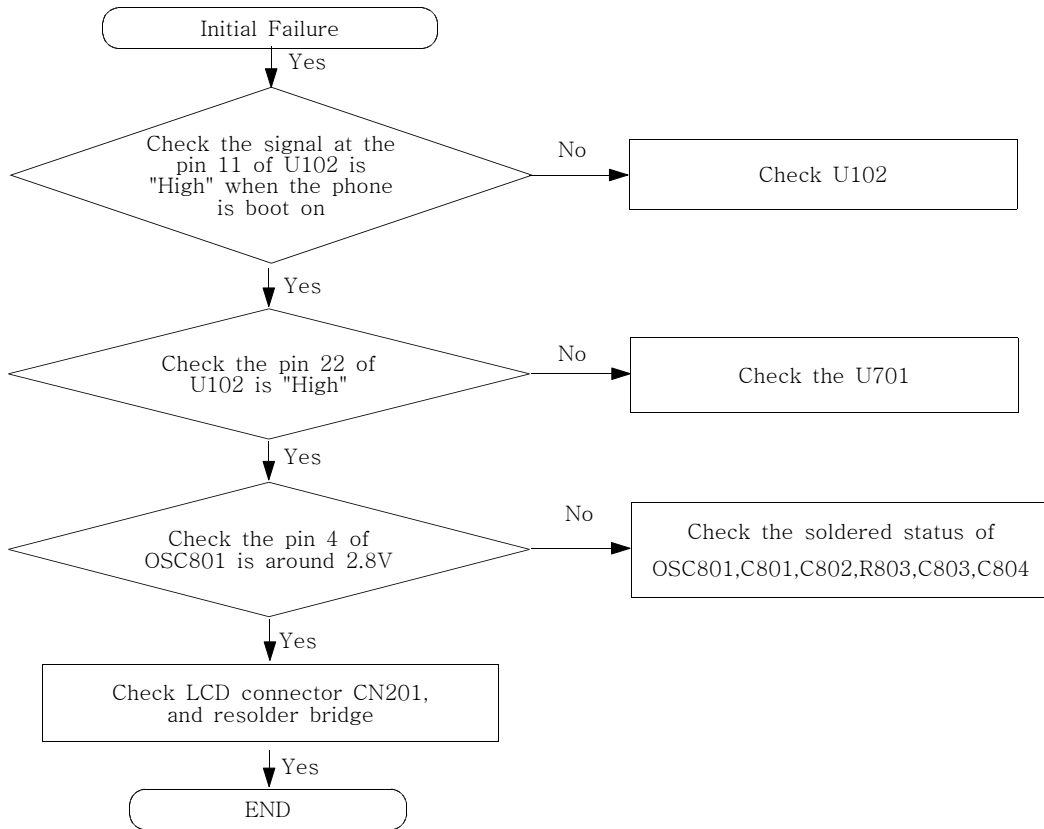 Initial Failure
Yes
Check the signal at the
pin 11 of U102 is
"High" when the phone
is boot on
No
Check U102
Yes
Check the pin 22 of
U102 is "High"
No
Check the U701
Yes
Check the pin 4 of
OSC801 is around 2.8V
No
Check the soldered status of
OSC801,C801,C802,R803,C803,C804
Yes
Check LCD connector CN201,
and resolder bridge
Yes
END